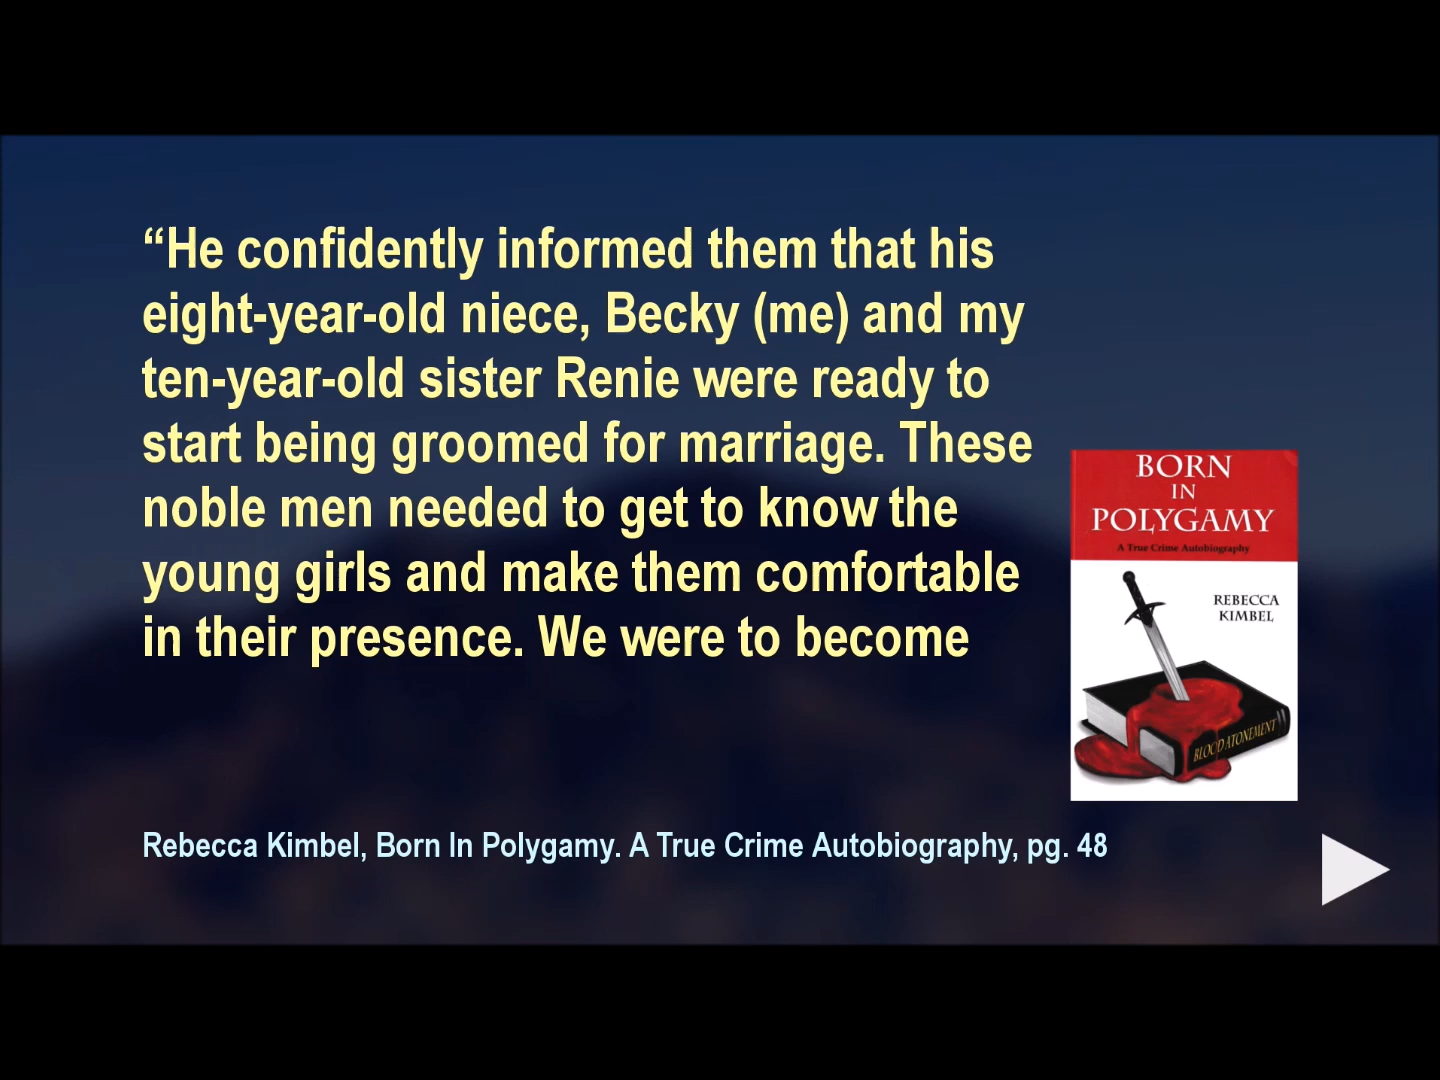 “He confidently informed them that his
eight-year-old niece, Becky (me) and my
ten-year-old sister Renie were ready to
start being groomed for marriage. These
noble men needed to get to know the
young girls and make them comfortable
in their presence. We were to become
BORN
IN
POLYGAMY
A True Crime Autobiography
REBECCA
KIMBEL
BLOOD ATONEMENT
Rebecca Kimbel, Born In Polygamy. A True Crime Autobiography, pg. 48